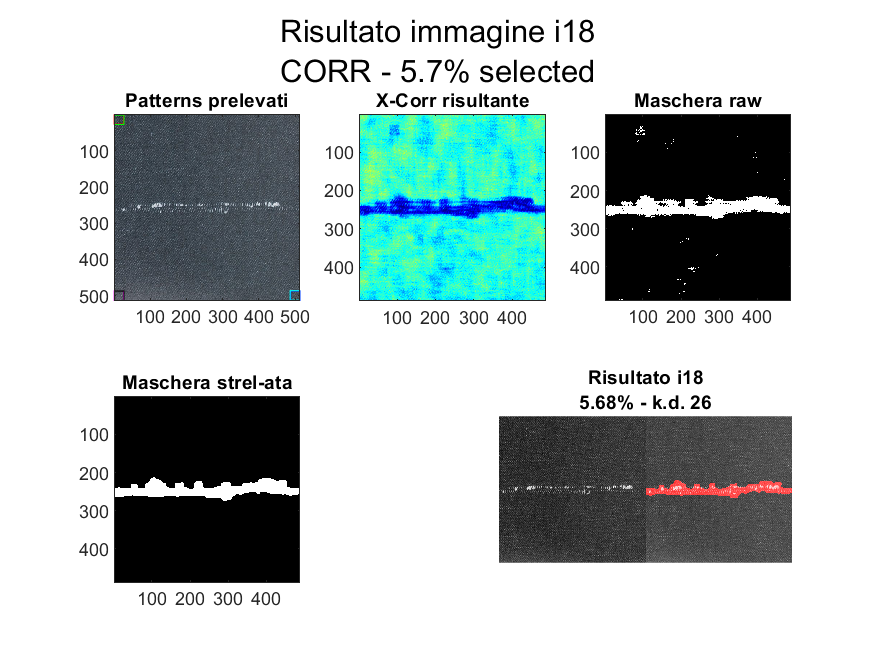 Risultato immagine i18
CORR - 5.7% selected
Patterns prelevati
100
200
300
400
500
100 200 300 400 500
X-Corr risultante
100
200
300
400
100 200 300 400
Maschera raw
100
200
300
400
100 200 300 400
Maschera strel-ata
100
200
300
400
100 200 300 400
Risultato i18
5.68% - k.d. 26